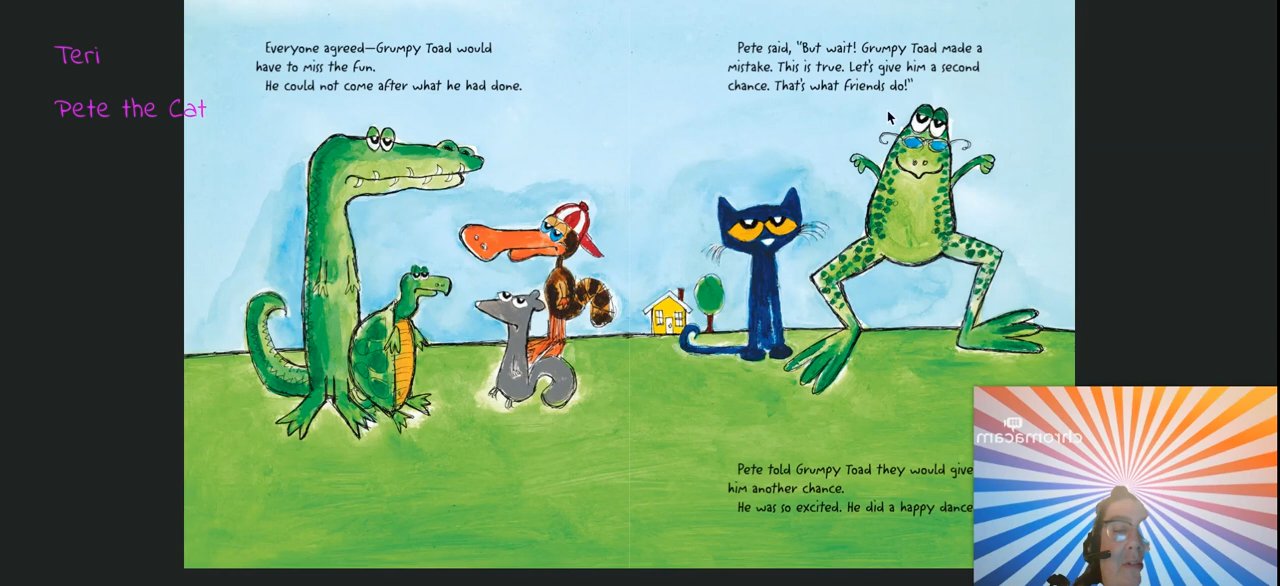 Teri
Pete the Cat
Everyone agreed—Grumpy Toad would
have to miss the fun.
He could not come after what he had done.
Pete said, "But wait! Grumpy Toad made a
mistake. This is true. Let's give him a second
chance. That's what friends do!"
Pete told Grumpy Toad they would give
him another chance.
He was so excited. He did a happy dance
chromacam